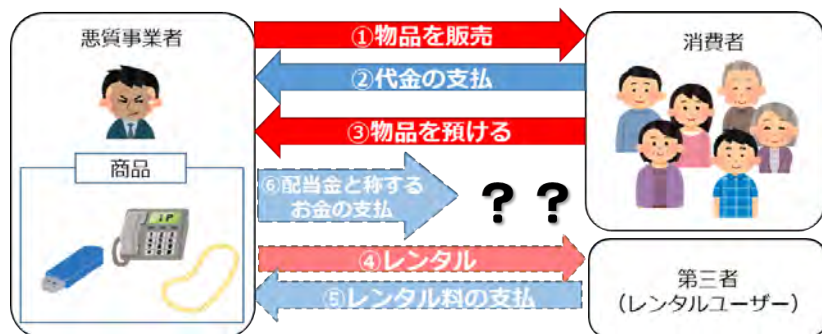 悪質事業者
①物品を販売
消費者
②代金の支払
③物品を預ける
商品
⑥配当金と称する
お金の支払
？？
IP
④レンタル
⑤レンタル料の支払
第三者
（レンタルユーザー）